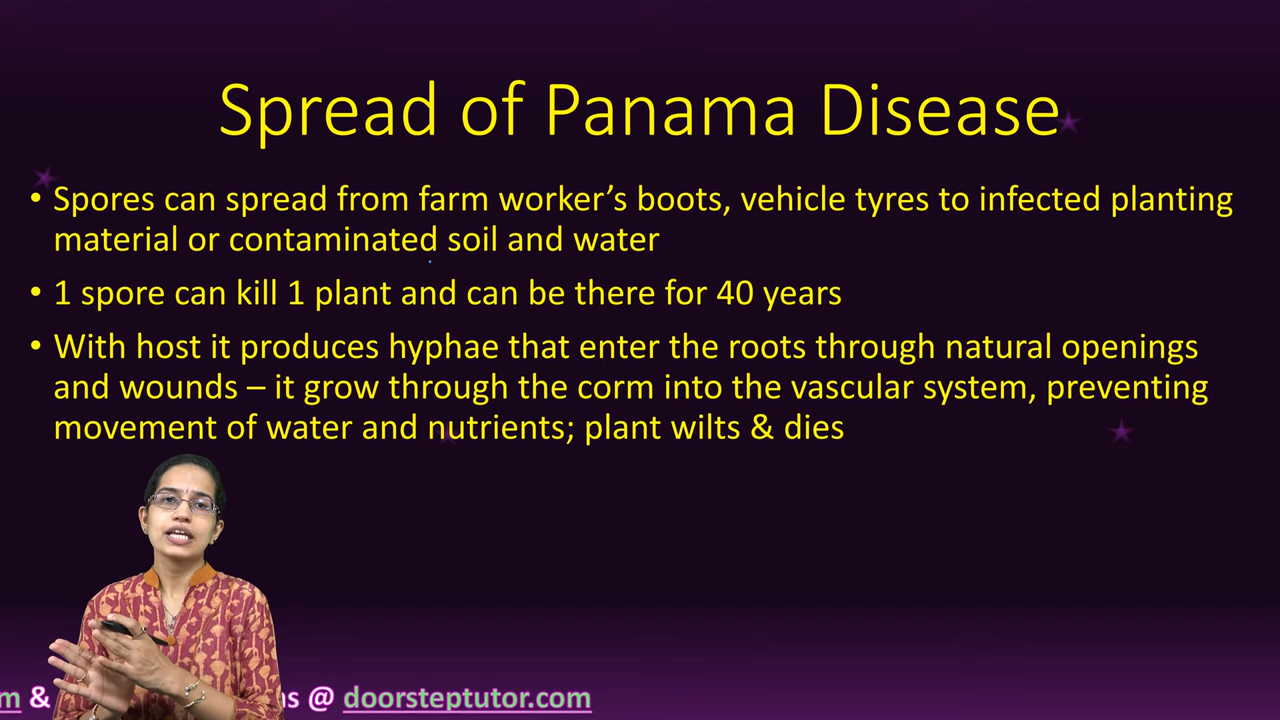 Spread of Panama Disease
• Spores can spread from farm worker’s boots, vehicle tyres to infected planting
material or contaminated soil and water
• 1 spore can kill 1 plant and can be there for 40 years
• With host it produces hyphae that enter the roots through natural openings
and wounds – it grow through the corm into the vascular system, preventing
movement of water and nutrients; plant wilts & dies
m & ns @ doorsteptutor.com